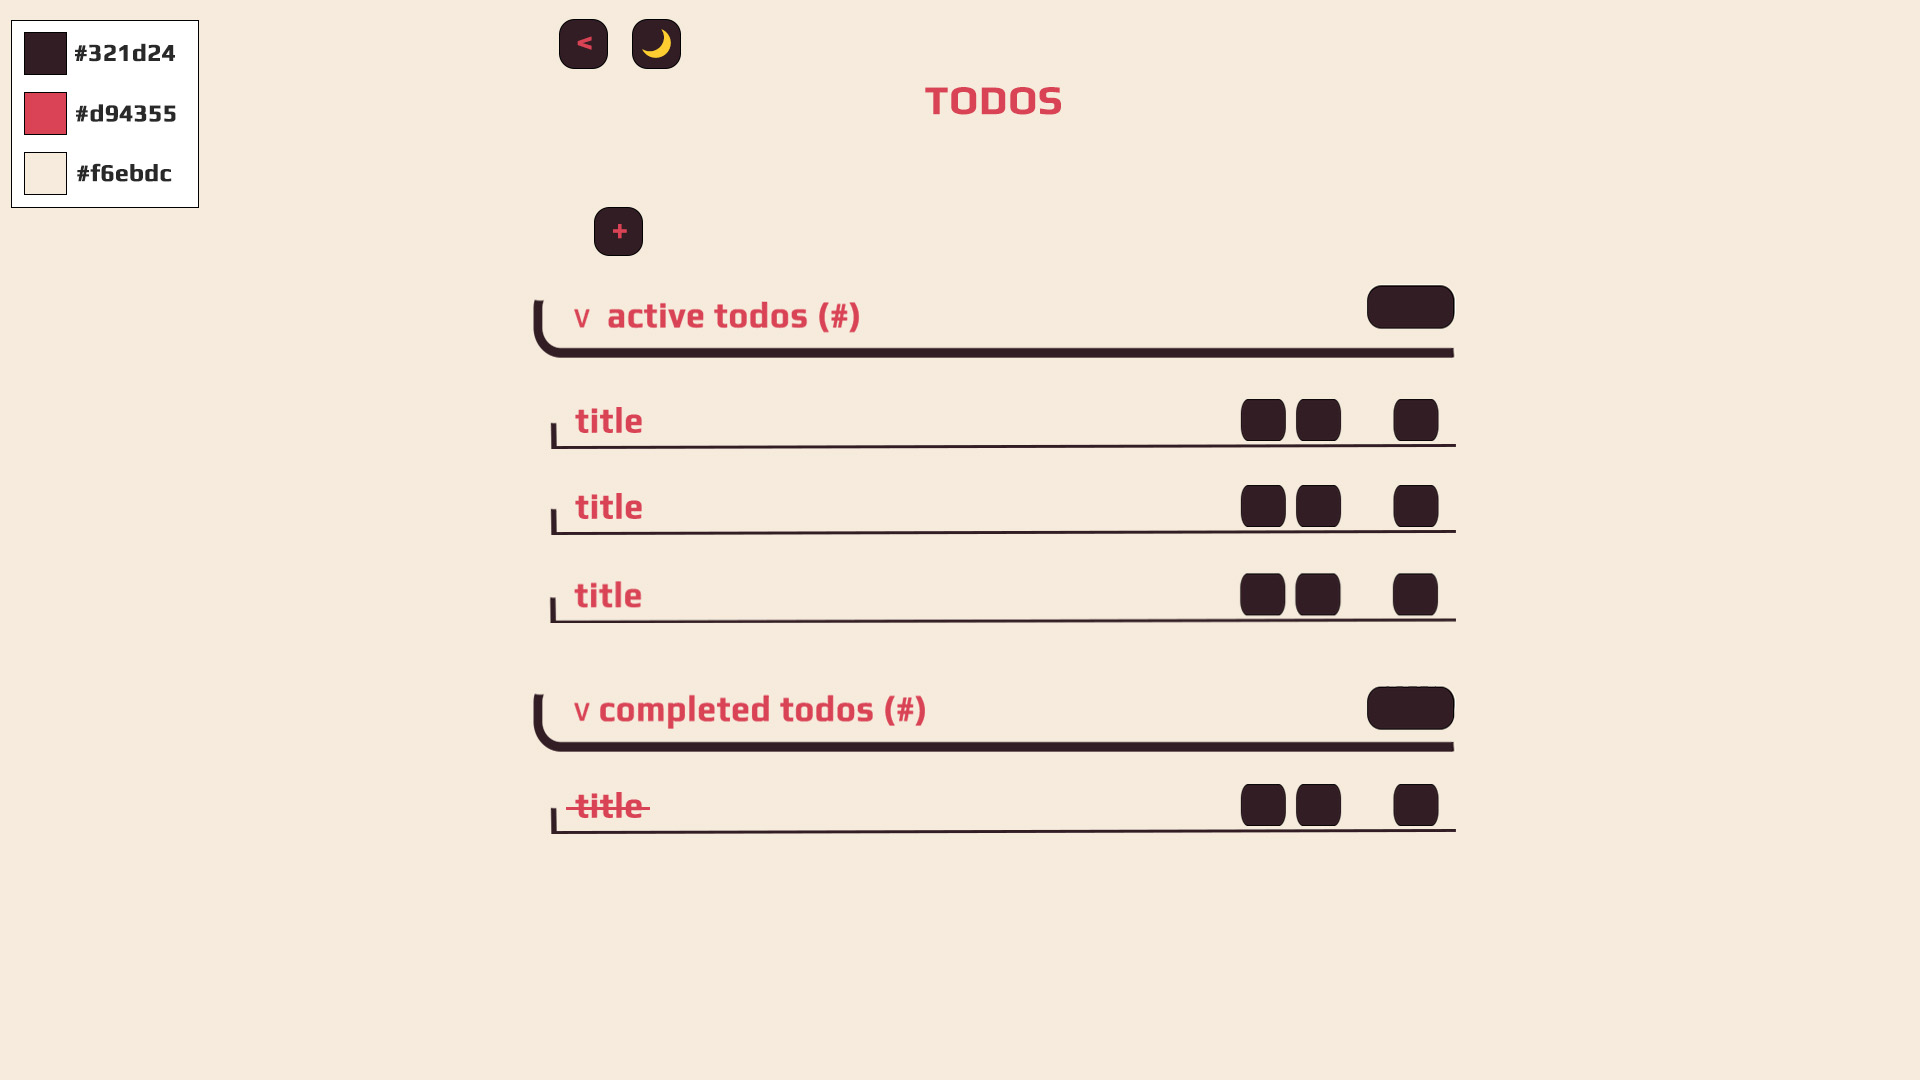 #321d24
#d94355
#f6ebdc
<
TODOS
+
v active todos (#)
title
title
title
v completed todos (#)
title